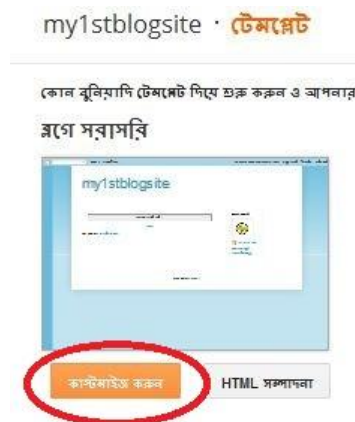 my1stblogsite · টেমপ্লেট
কোন বুনিয়াদি টেমপ্লেট দিয়ে শুরু করুন ও আপনার
ব্লগে সরাসরি
my1stblogsite
কাস্টমাইজ করুন
HTML সম্পাদনা